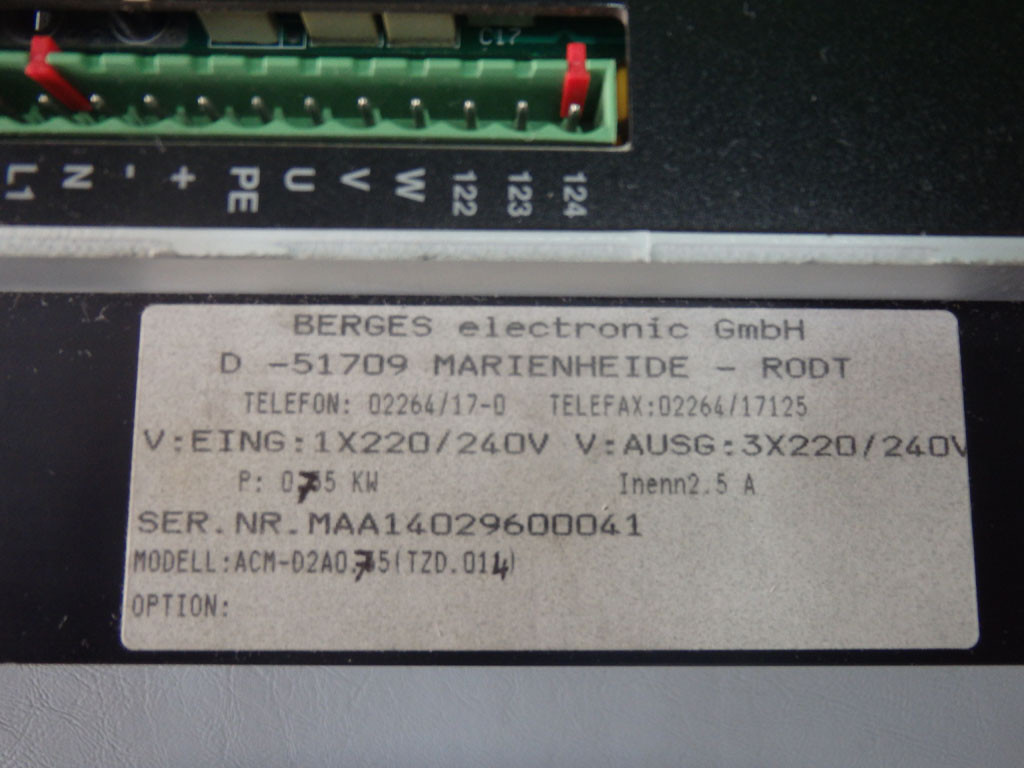 C17
L1 N - + PE U V W 122 123 124
BERGES electronic GmbH
D -51709 MARIENHEIDE - RODT
TELEFON: 02264/17-0 TELEFAX:02264/17125
V:EING:1X220/240V V:AUSG:3X220/240V
P: 0,75 KW Inenn2.5 A
SER.NR.MAA14029600041
MODELL:ACM-D2A0.75(TZD.014)
OPTION: